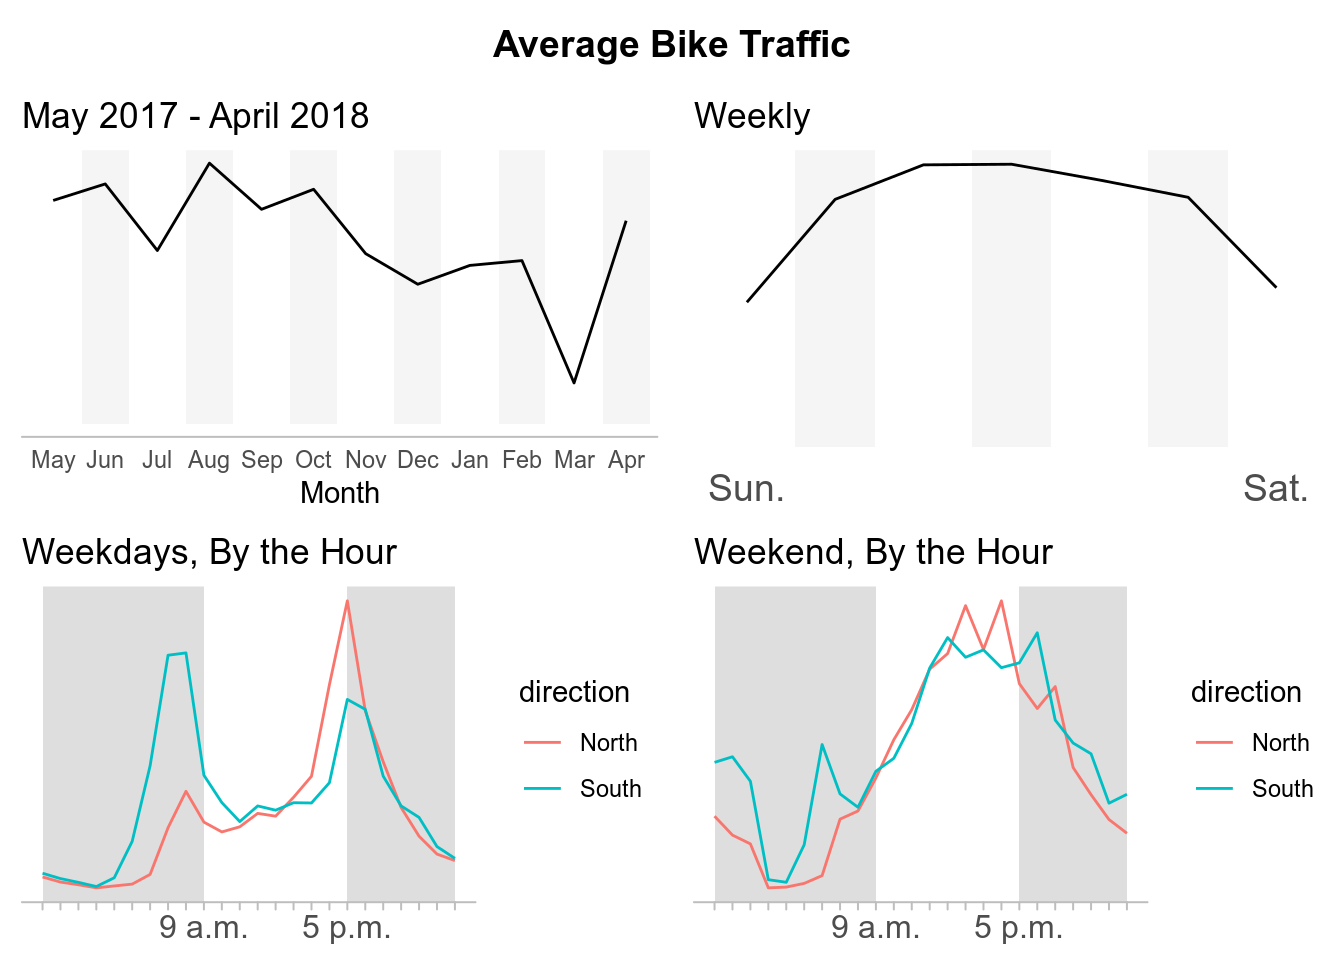 Average Bike Traffic
May 2017 - April 2018
May Jun Jul Aug Sep Oct Nov Dec Jan Feb Mar Apr
Month
Weekly
Sun. Sat.
Weekdays, By the Hour
direction
North
South
9 a.m. 5 p.m.
Weekend, By the Hour
direction
North
South
9 a.m. 5 p.m.